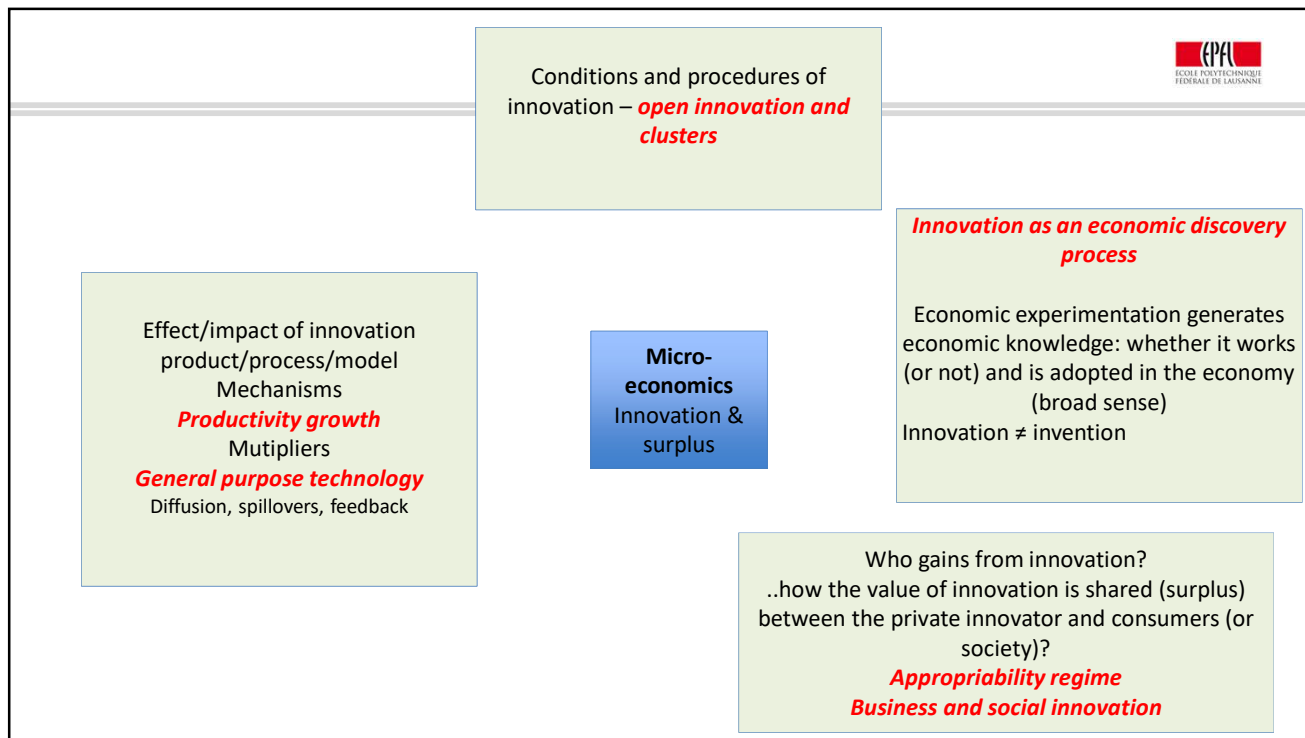 Conditions and procedures of
innovation – open innovation and
clusters
EPFL
ECOLE POLYTECHNIQUE
FÉDÉRALE DE LAUSANNE
Effect/impact of innovation
product/process/model
Mechanisms
Productivity growth
Mutipliers
General purpose technology
Diffusion, spillovers, feedback
Micro-
economics
Innovation &
surplus
Innovation as an economic discovery
process
Economic experimentation generates
economic knowledge: whether it works
(or not) and is adopted in the economy
(broad sense)
Innovation ≠ invention
Who gains from innovation?
..how the value of innovation is shared (surplus)
between the private innovator and consumers (or
society)?
Appropriability regime
Business and social innovation